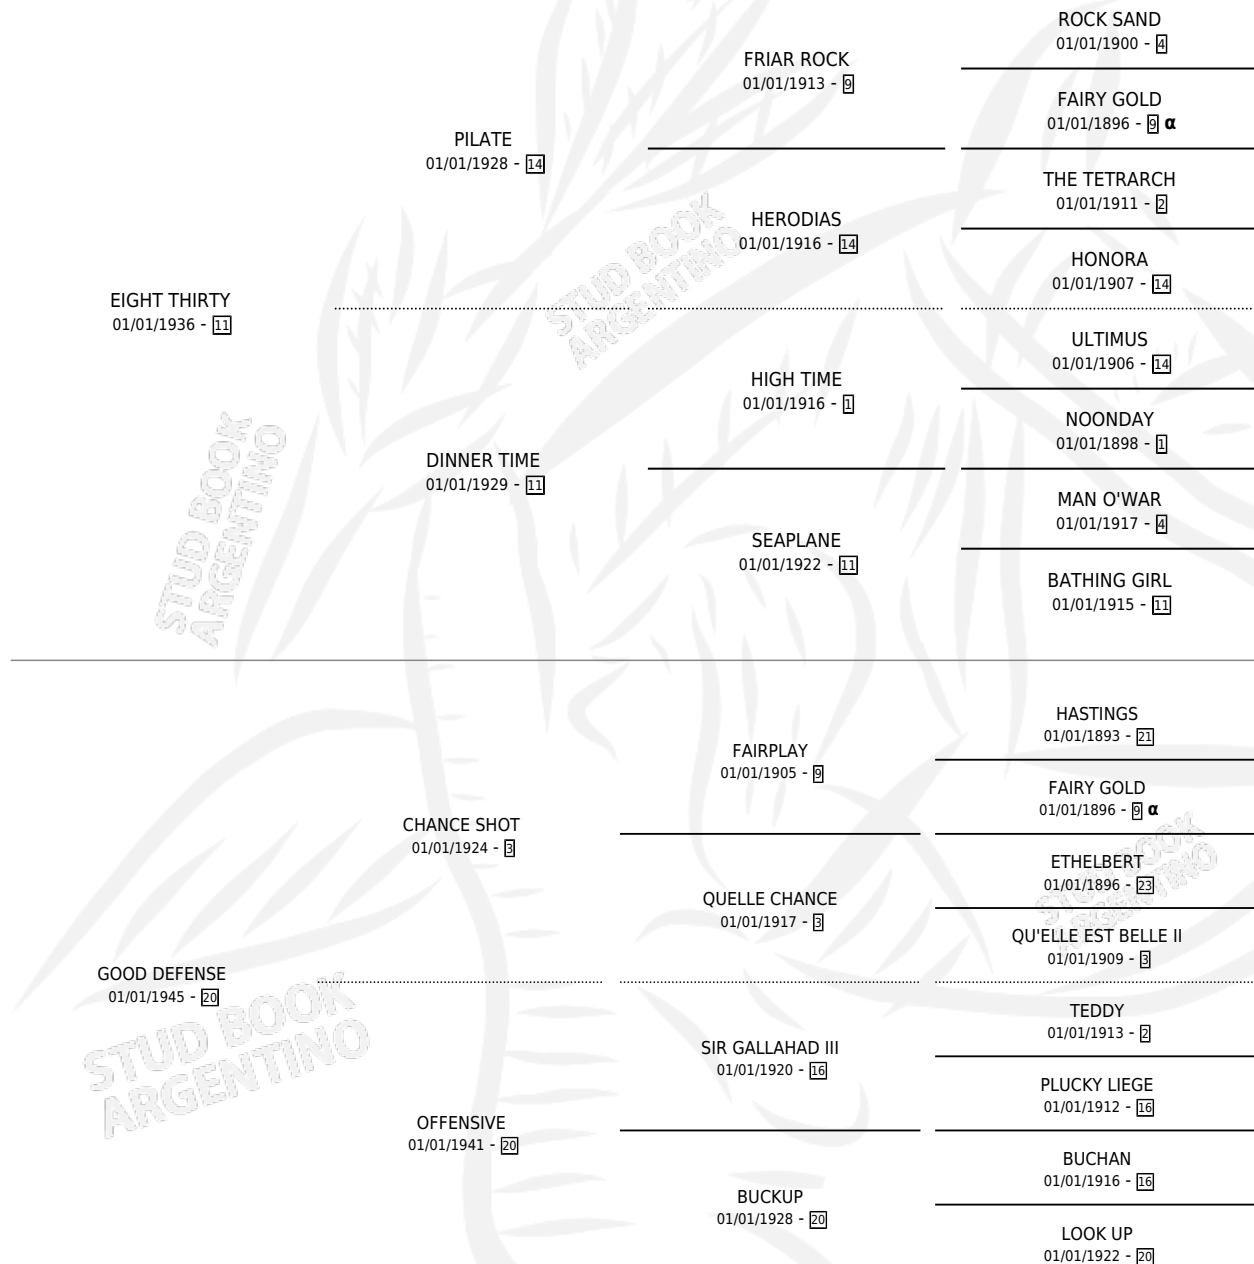 ROCK SAND
01/01/1900 - 4
FRIAR ROCK
01/01/1913 - 9
FAIRY GOLD
01/01/1896 - 9 α
PILATE
01/01/1928 - 14
THE TETRARCH
01/01/1911 - 2
HERODIAS
01/01/1916 - 14
HONORA
01/01/1907 - 14
EIGHT THIRTY
01/01/1936 - 11
ULTIMUS
01/01/1906 - 14
HIGH TIME
01/01/1916 - 1
NOONDAY
01/01/1898 - 1
DINNER TIME
01/01/1929 - 11
MAN O'WAR
01/01/1917 - 4
SEAPLANE
01/01/1922 - 11
BATHING GIRL
01/01/1915 - 11
HASTINGS
01/01/1893 - 21
FAIRPLAY
01/01/1905 - 9
FAIRY GOLD
01/01/1896 - 9 α
CHANCE SHOT
01/01/1924 - 3
ETHELBERT
01/01/1896 - 23
QUELLE CHANCE
01/01/1917 - 3
QU'ELLE EST BELLE II
01/01/1909 - 3
GOOD DEFENSE
01/01/1945 - 20
TEDDY
01/01/1913 - 2
SIR GALLAHAD III
01/01/1920 - 16
PLUCKY LIEGE
01/01/1912 - 16
OFFENSIVE
01/01/1941 - 20
BUCHAN
01/01/1916 - 16
BUCKUP
01/01/1928 - 20
LOOK UP
01/01/1922 - 20
STUD BOOK
ARGENTINO
STUD BOOK
ARGENTINO
STUD BOOK
ARGENTINO
STUD BOOK
ARGENTINO